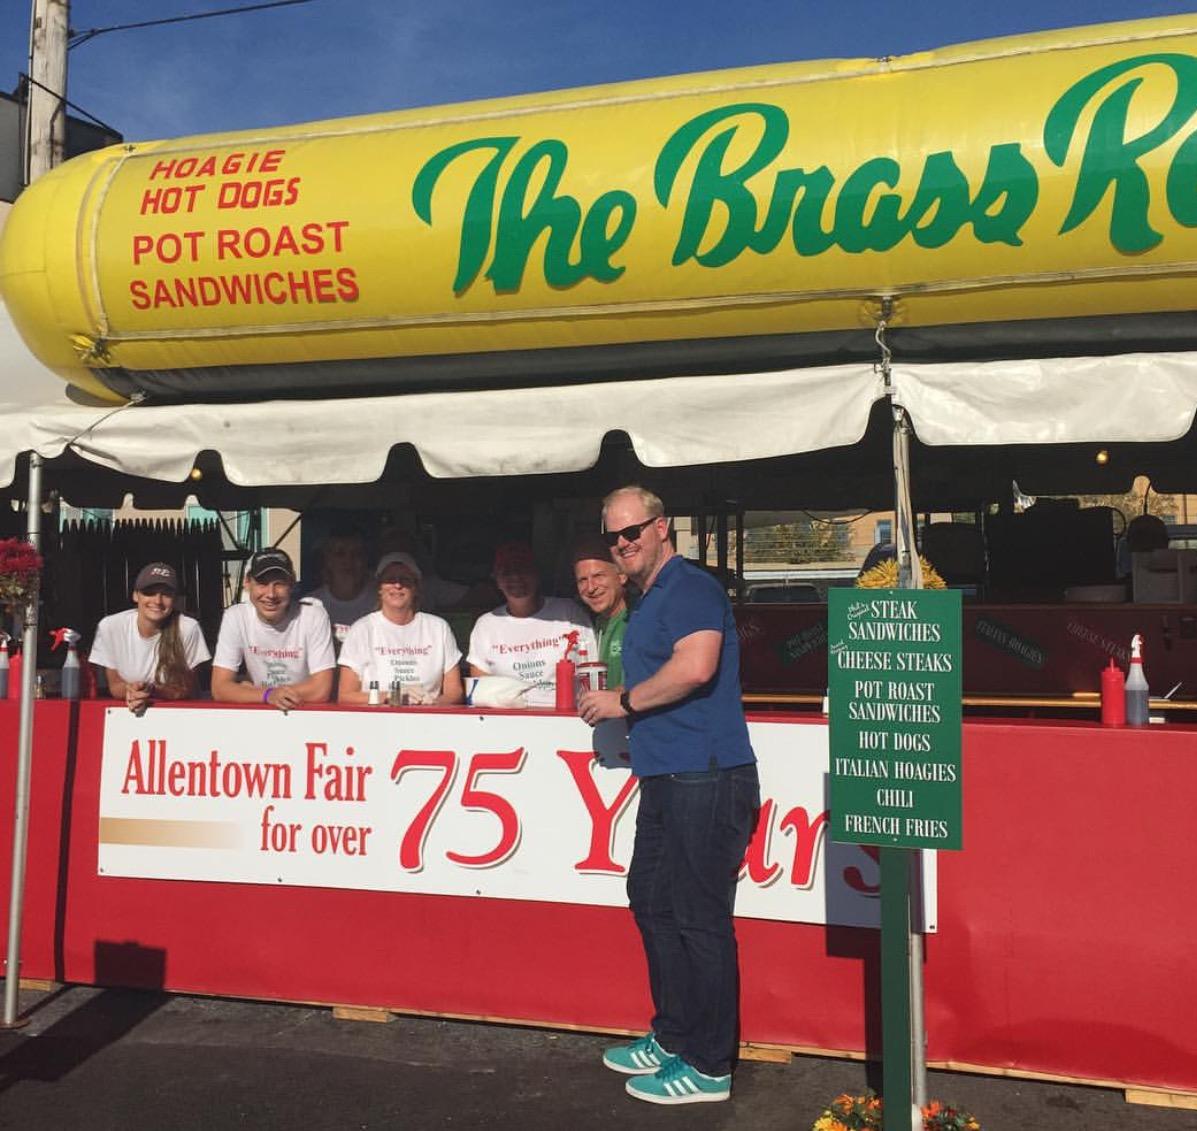 HOAGIE
HOT DOGS
POT ROAST
SANDWICHES
The Brass R
"Everything"
Onions
Sauce
Pickles
"Everything"
Onions
Sauce
Allentown Fair
for over
75 Y
STEAK
SANDWICHES
CHEESE STEAKS
POT ROAST
SANDWICHES
HOT DOGS
ITALIAN HOAGIES
CHILI
FRENCH FRIES